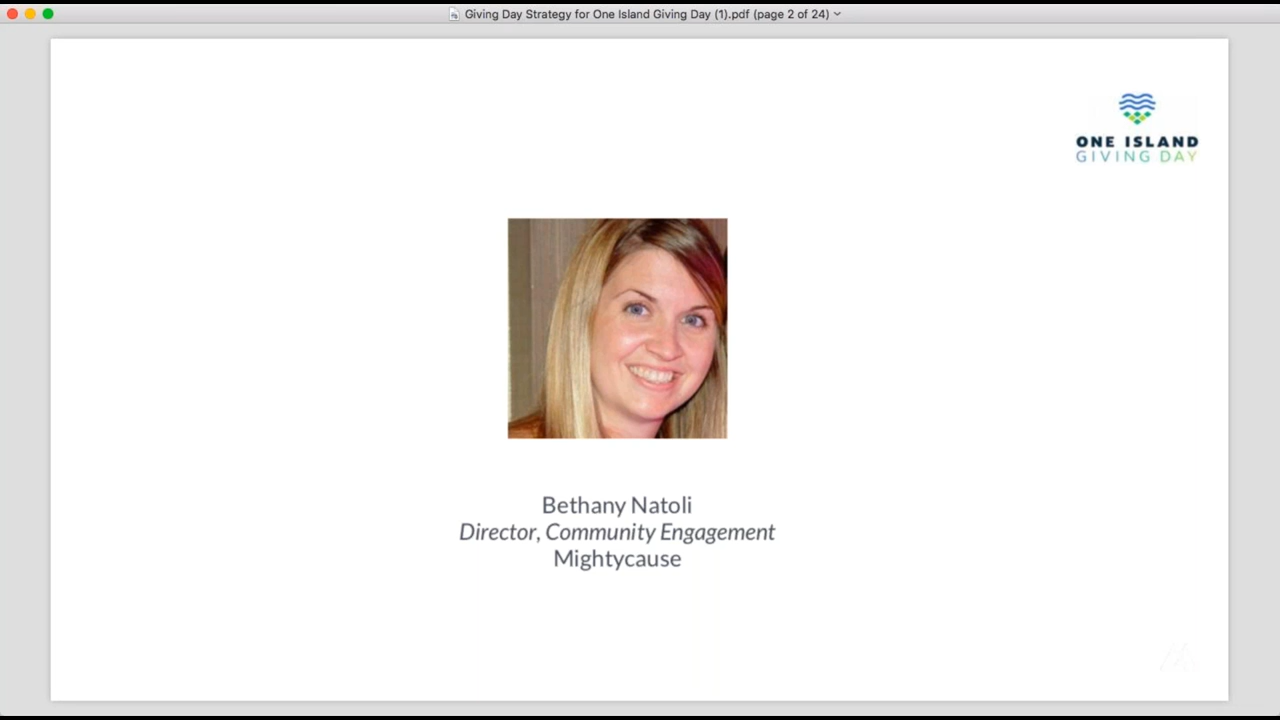 Giving Day Strategy for One Island Giving Day (1).pdf (page 2 of 24)
ONE ISLAND
GIVING DAY
Bethany Natoli
Director, Community Engagement
Mightycause